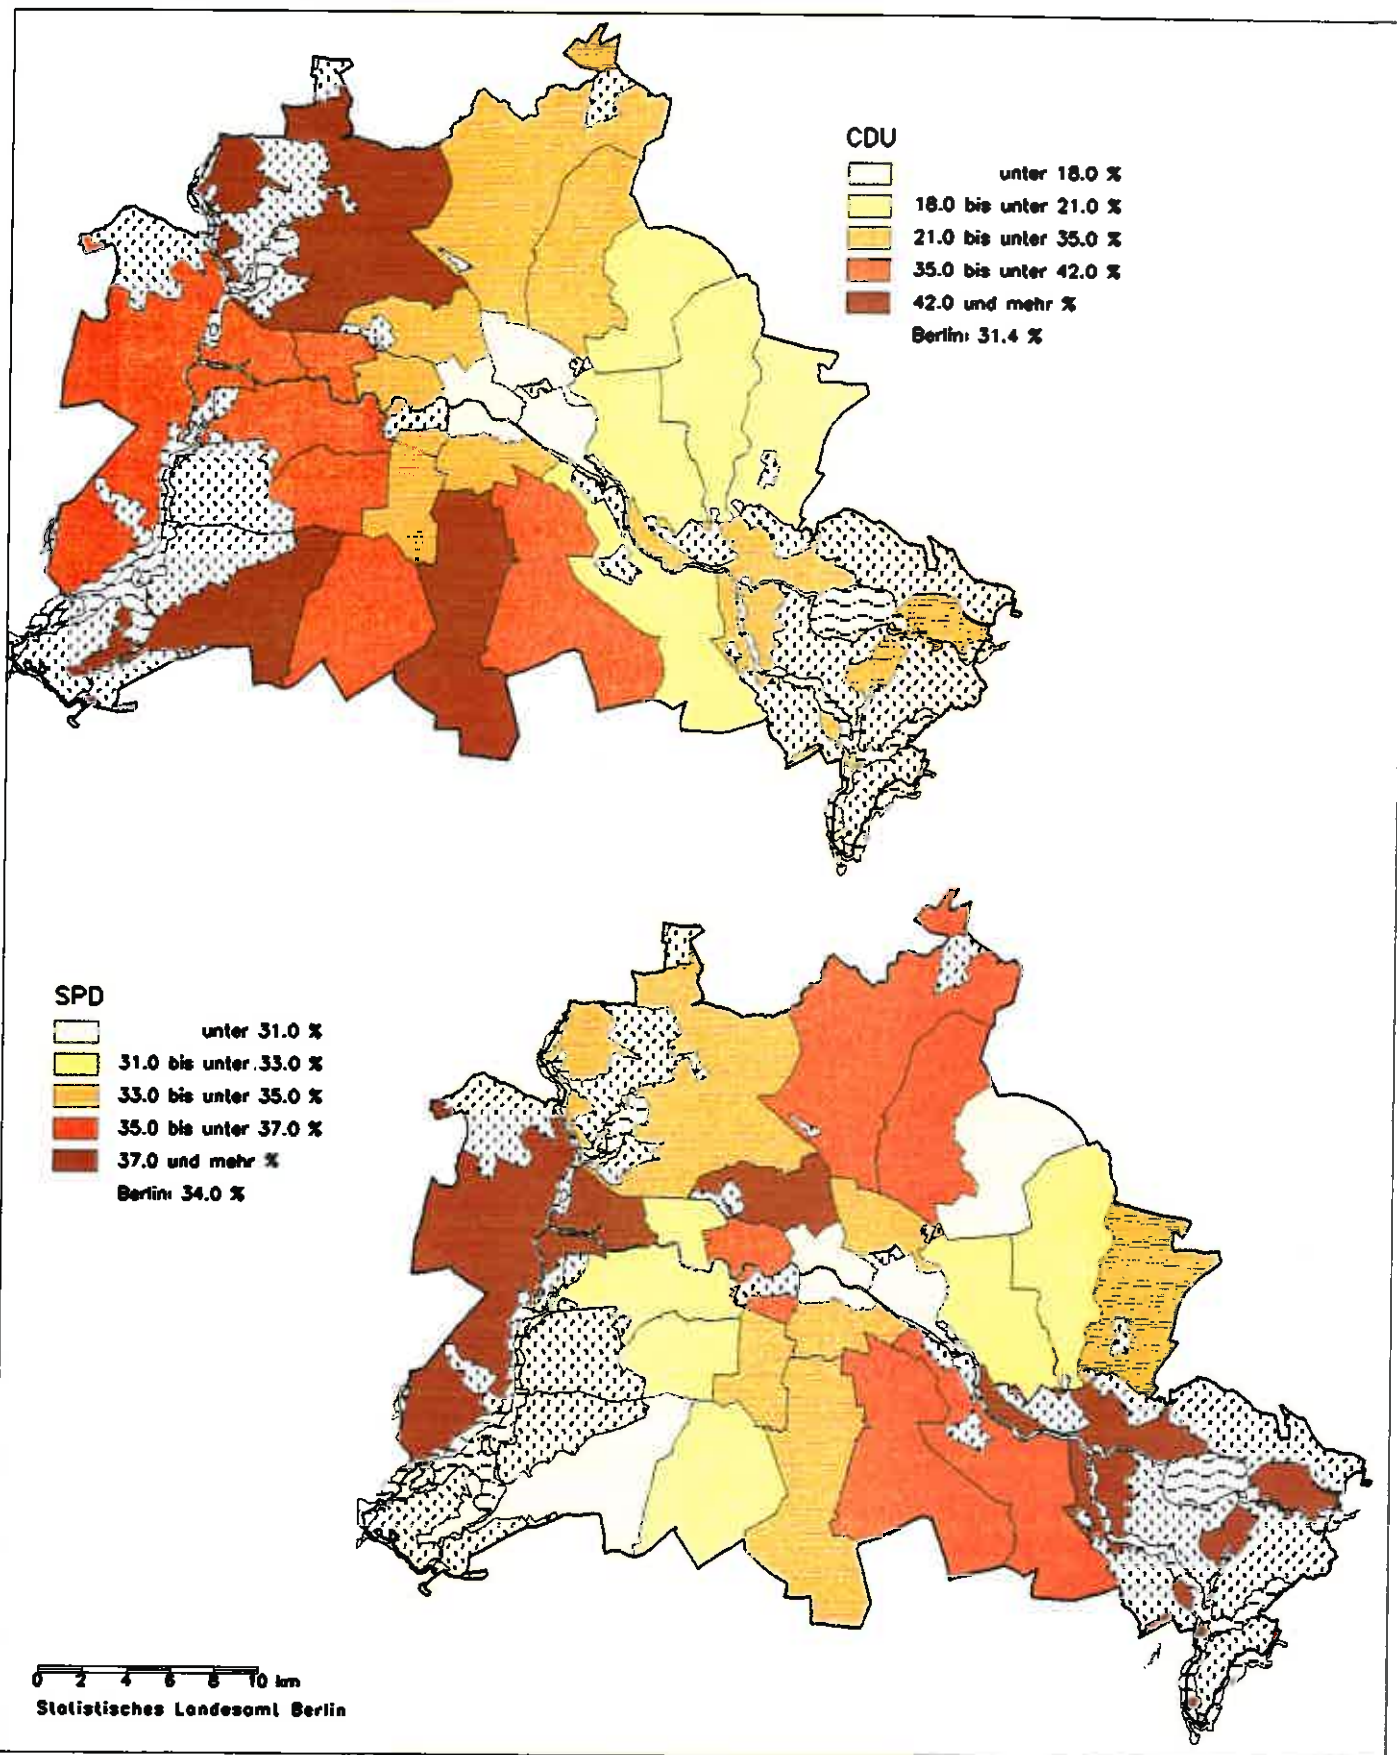 CDU
unter 18.0 %
18.0 bis unter 21.0 %
21.0 bis unter 35.0 %
35.0 bis unter 42.0 %
42.0 und mehr %
Berlin: 31.4 %
SPD
unter 31.0 %
31.0 bis unter 33.0 %
33.0 bis unter 35.0 %
35.0 bis unter 37.0 %
37.0 und mehr %
Berlin: 34.0 %
0 2 4 6 8 10 km
Statistisches Landesamt Berlin